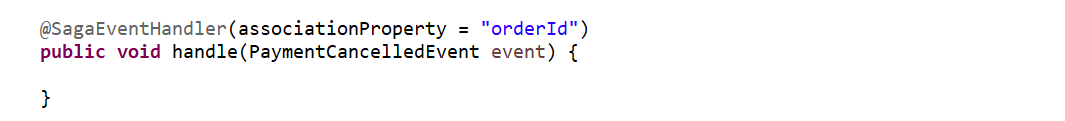 @SagaEventHandler(associationProperty = "orderId")
public void handle(PaymentCancelledEvent event) {
}